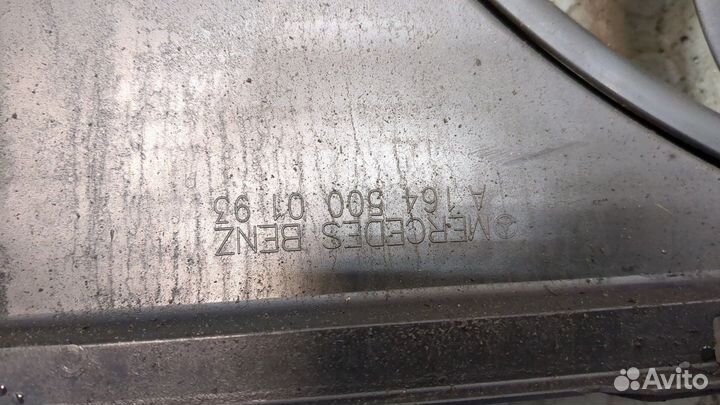 MERCEDES BENZ
A 164 500 01 93
Avito